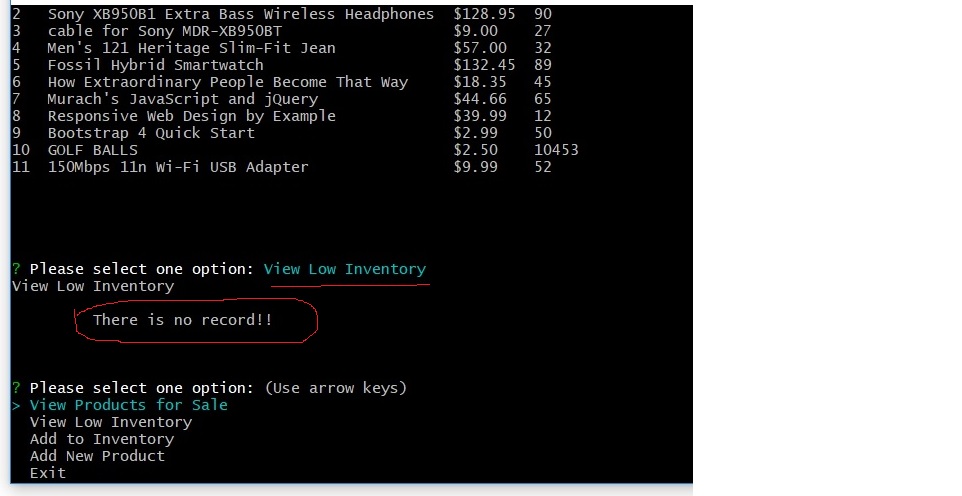 2 Sony XB950B1 Extra Bass Wireless Headphones $128.95 90
3 cable for Sony MDR-XB950BT $9.00 27
4 Men's 121 Heritage Slim-Fit Jean $57.00 32
5 Fossil Hybrid Smartwatch $132.45 89
6 How Extraordinary People Become That Way $18.35 45
7 Murach's JavaScript and jQuery $44.66 65
8 Responsive Web Design by Example $39.99 12
9 Bootstrap 4 Quick Start $2.99 50
10 GOLF BALLS $2.50 10453
11 150Mbps 11n Wi-Fi USB Adapter $9.99 52
? Please select one option: View Low Inventory
View Low Inventory
There is no record!!
? Please select one option: (Use arrow keys)
> View Products for Sale
View Low Inventory
Add to Inventory
Add New Product
Exit